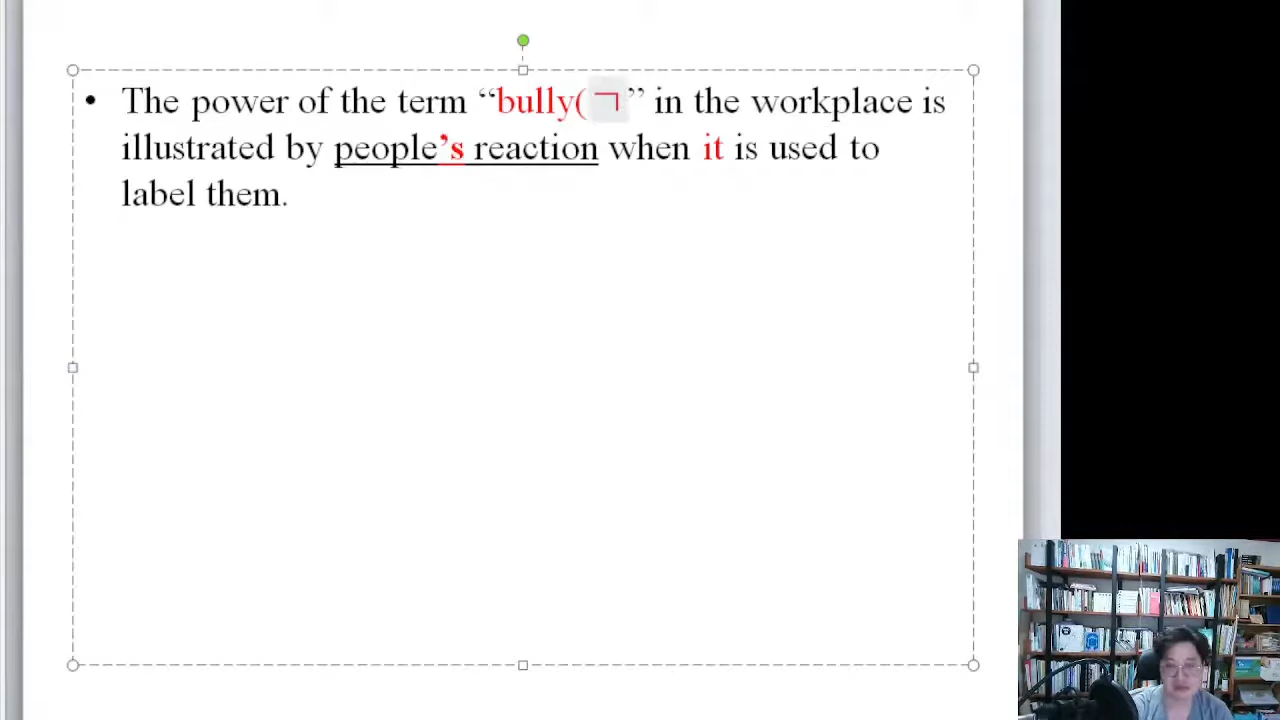 • The power of the term “bully(ㄱ” in the workplace is
illustrated by people’s reaction when it is used to
label them.